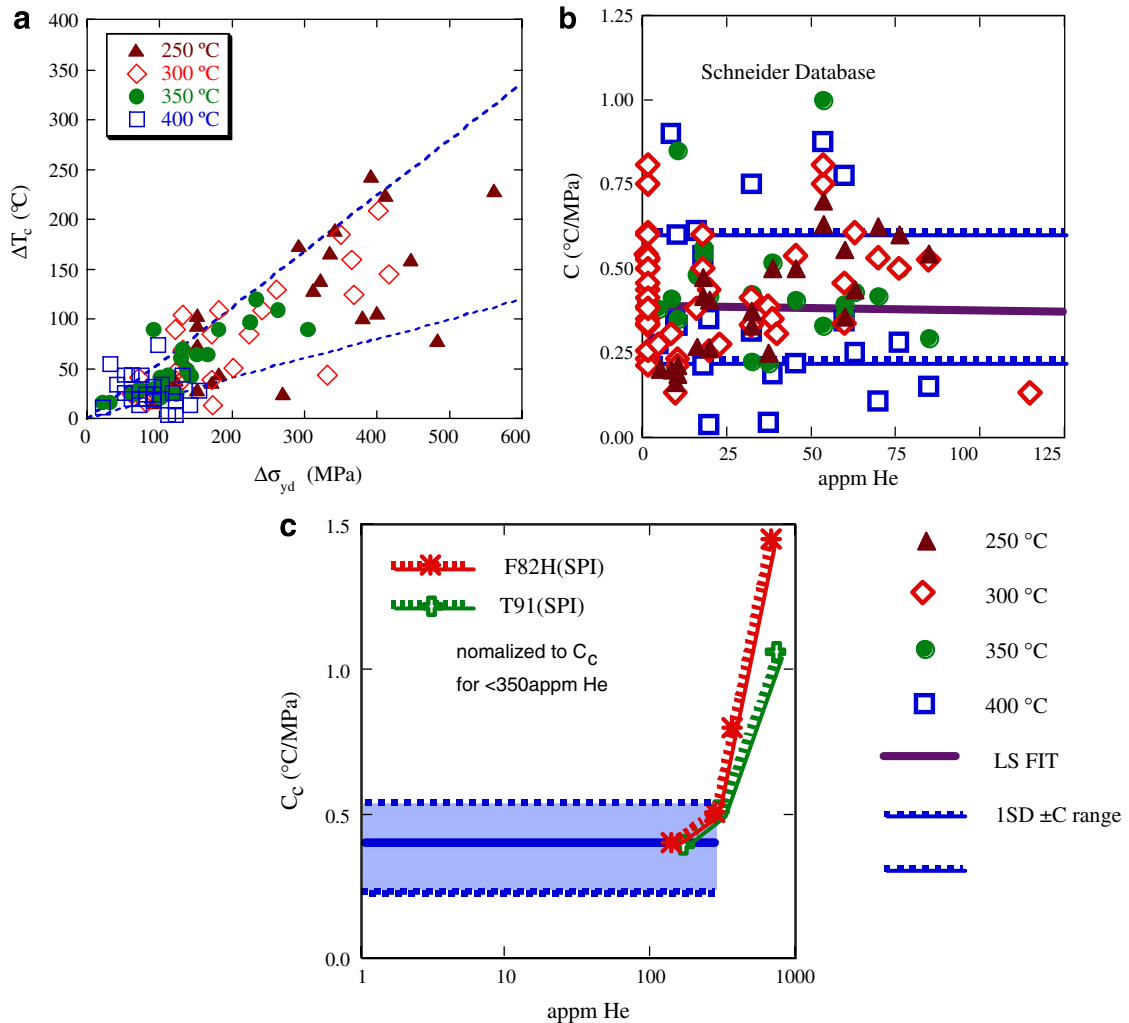 a
400
350
300
250
200
150
100
50
0
ΔT_c (°C)
250 ºC
300 ºC
350 ºC
400 ºC
0 100 200 300 400 500 600
Δσ_yd (MPa)
b
Schneider Database
1.00
0.75
0.50
0.25
0.00
C (°C/MPa)
0 25 50 75 100 125
appm He
c
1.5
1.0
0.5
0.0
C_c (°C/MPa)
F82H(SPI)
T91(SPI)
nomalized to C_c
for <350appm He
1 10 100 1000
appm He
250 °C
300 °C
350 °C
400 °C
LS FIT
1SD ±C range